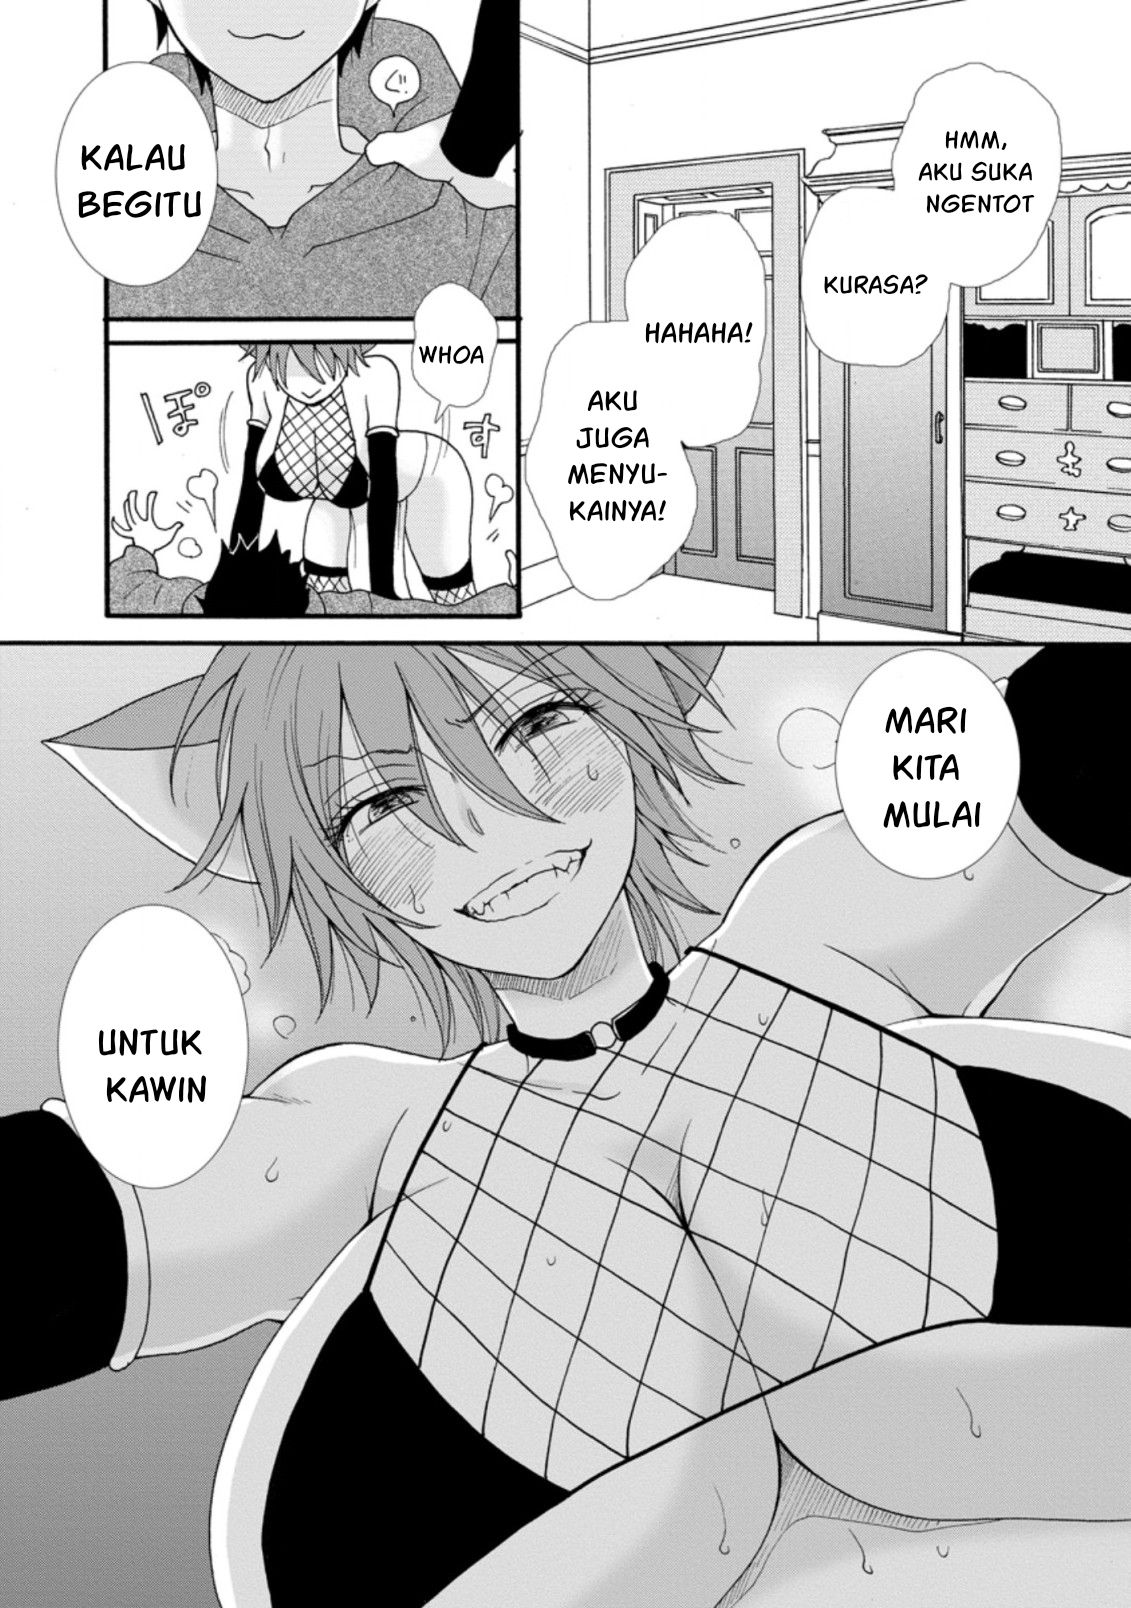 HMM,
AKU SUKA
NGENTOT
KURASA?
HAHAHA!
AKU
JUGA
MENYU-
KAINYA!
ぐ!
KALAU
BEGITU
WHOA
ぽす
MARI
KITA
MULAI
UNTUK
KAWIN